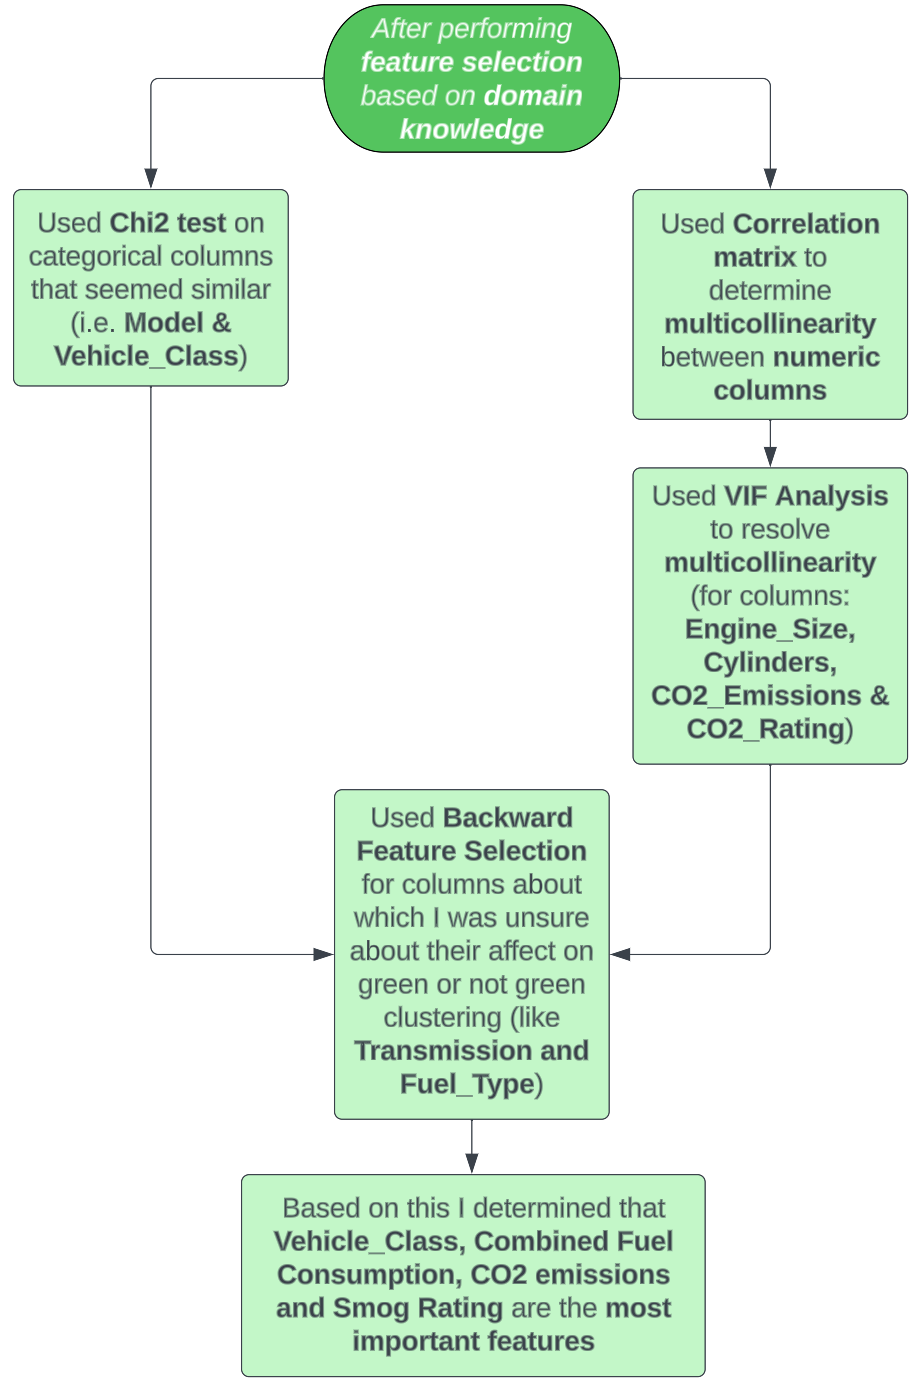 After performing
feature selection
based on domain
knowledge
Used Chi2 test on
categorical columns
that seemed similar
(i.e. Model &
Vehicle_Class)
Used Correlation
matrix to
determine
multicollinearity
between numeric
columns
Used VIF Analysis
to resolve
multicollinearity
(for columns:
Engine_Size,
Cylinders,
CO2_Emissions &
CO2_Rating)
Used Backward
Feature Selection
for columns about
which I was unsure
about their affect on
green or not green
clustering (like
Transmission and
Fuel_Type)
Based on this I determined that
Vehicle_Class, Combined Fuel
Consumption, CO2 emissions
and Smog Rating are the most
important features